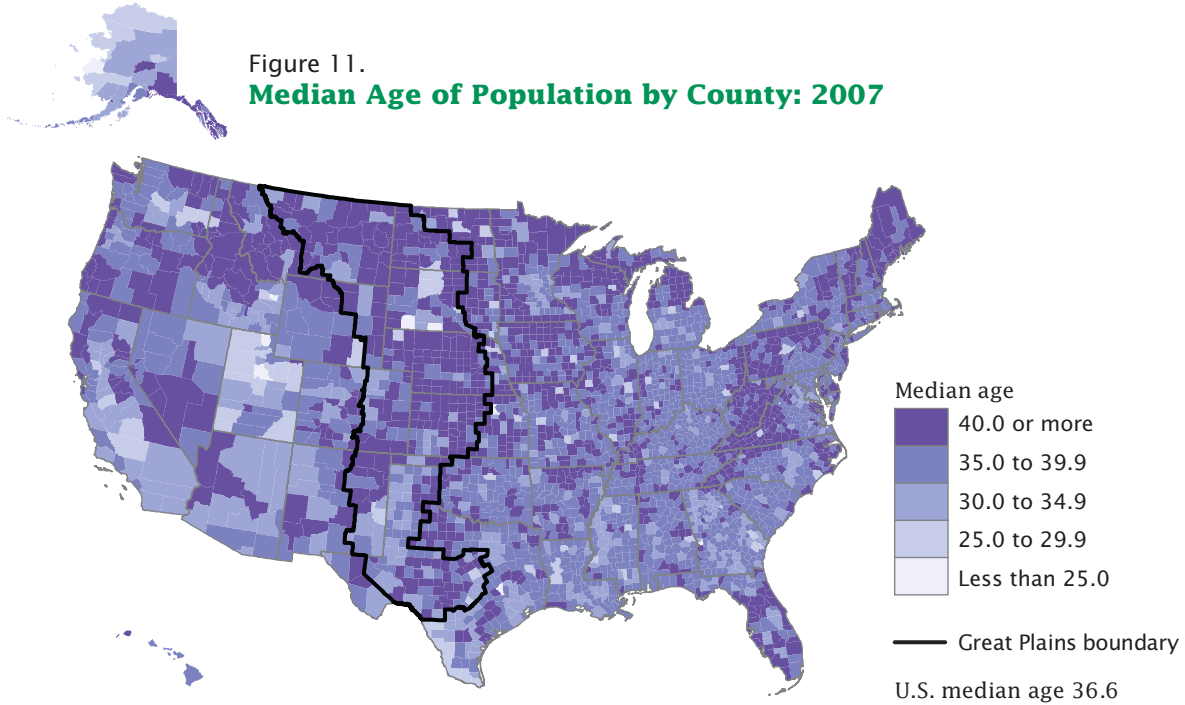 Figure 11.
Median Age of Population by County: 2007
Median age
40.0 or more
35.0 to 39.9
30.0 to 34.9
25.0 to 29.9
Less than 25.0
Great Plains boundary
U.S. median age 36.6